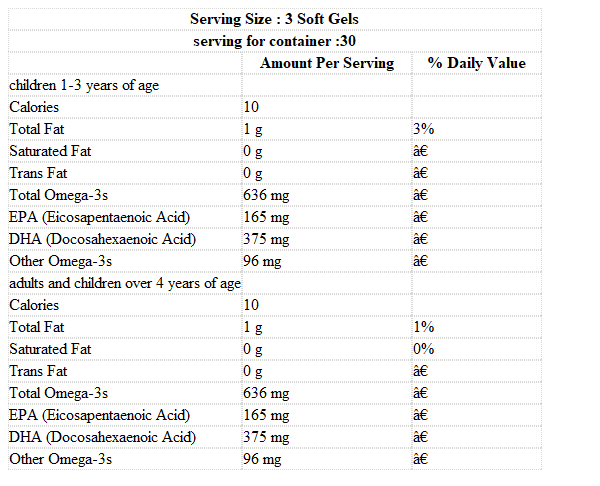 Serving Size : 3 Soft Gels
serving for container :30
Amount Per Serving % Daily Value
children 1-3 years of age
Calories 10
Total Fat 1 g 3%
Saturated Fat 0 g â€
Trans Fat 0 g â€
Total Omega-3s 636 mg â€
EPA (Eicosapentaenoic Acid) 165 mg â€
DHA (Docosahexaenoic Acid) 375 mg â€
Other Omega-3s 96 mg â€
adults and children over 4 years of age
Calories 10
Total Fat 1 g 1%
Saturated Fat 0 g 0%
Trans Fat 0 g â€
Total Omega-3s 636 mg â€
EPA (Eicosapentaenoic Acid) 165 mg â€
DHA (Docosahexaenoic Acid) 375 mg â€
Other Omega-3s 96 mg â€